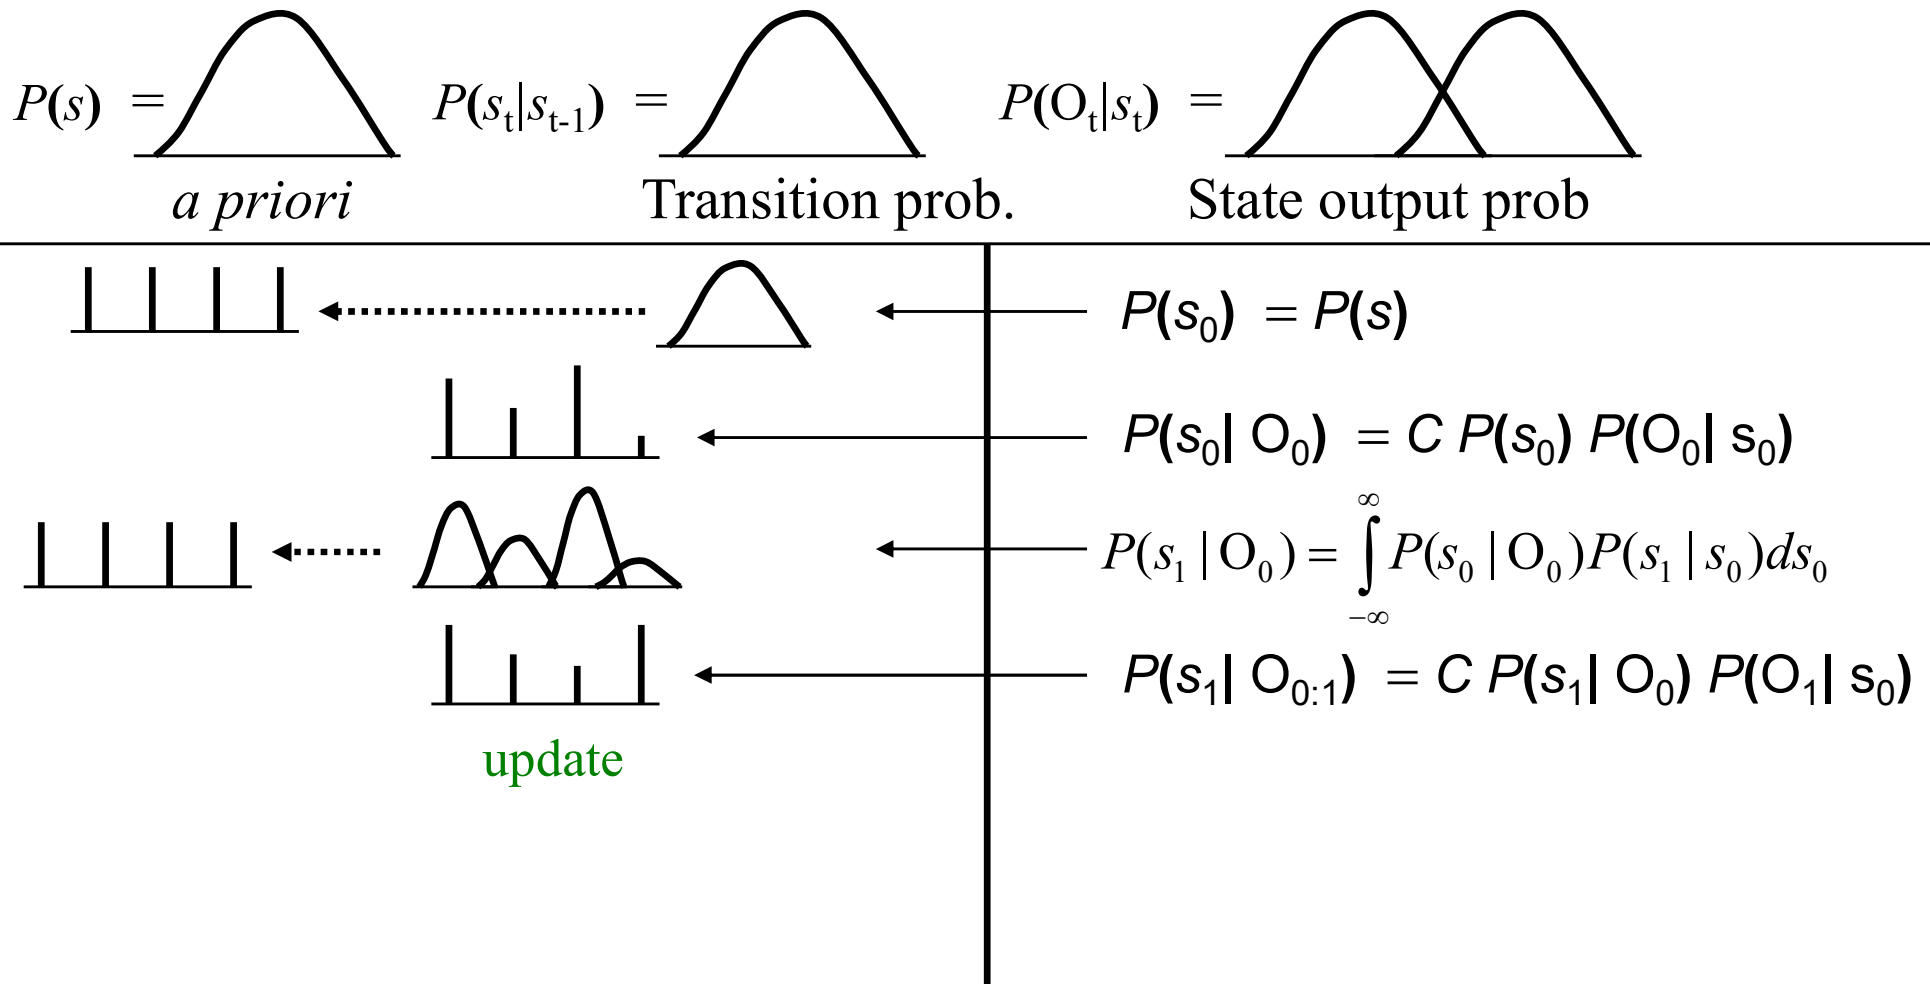 P(s) =
P(sₜ|sₜ₋₁) =
P(Oₜ|sₜ) =
a priori
Transition prob.
State output prob
P(s₀) = P(s)
P(s₀| O₀) = C P(s₀) P(O₀| s₀)
P(s₁ | O₀) = ∫_{-∞}^{∞} P(s₀ | O₀)P(s₁ | s₀)ds₀
P(s₁| O₀:₁) = C P(s₁| O₀) P(O₁| s₀)
update